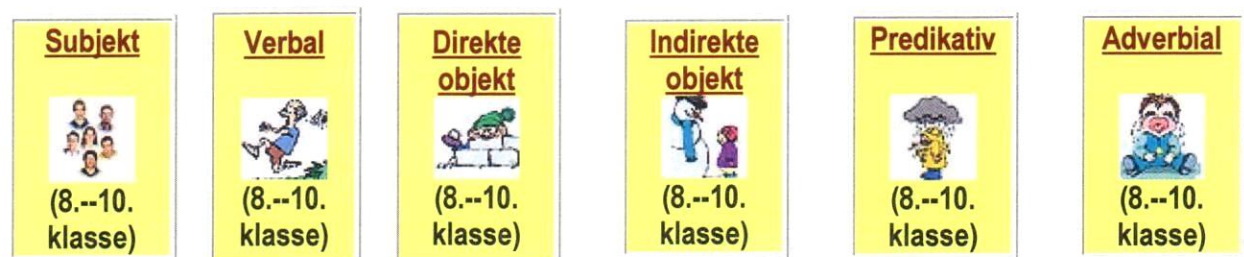 Subjekt
(8.--10.
klasse)
Verbal
(8.--10.
klasse)
Direkte
objekt
(8.--10.
klasse)
Indirekte
objekt
(8.--10.
klasse)
Predikativ
(8.--10.
klasse)
Adverbial
(8.--10.
klasse)